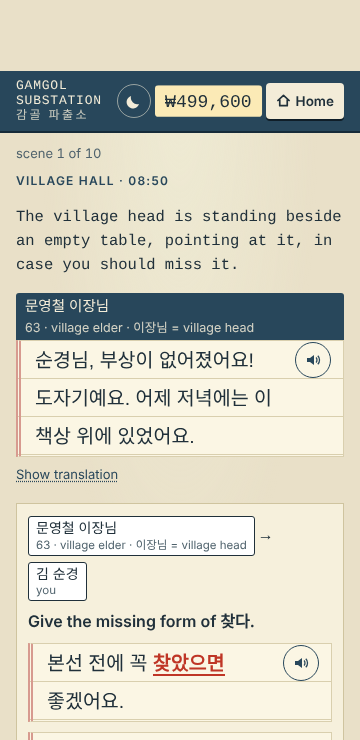 GAMGOL
SUBSTATION
감골 파출소
₩499,600
Home
scene 1 of 10
VILLAGE HALL · 08:50
The village head is standing beside
an empty table, pointing at it, in
case you should miss it.
문영철 이장님
63 · village elder · 이장님 = village head
순경님, 부상이 없어졌어요!
도자기예요. 어제 저녁에는 이
책상 위에 있었어요.
Show translation
문영철 이장님
63 · village elder · 이장님 = village head
→
김 순경
you
Give the missing form of 찾다.
본선 전에 꼭 찿았으면
좋겠어요.